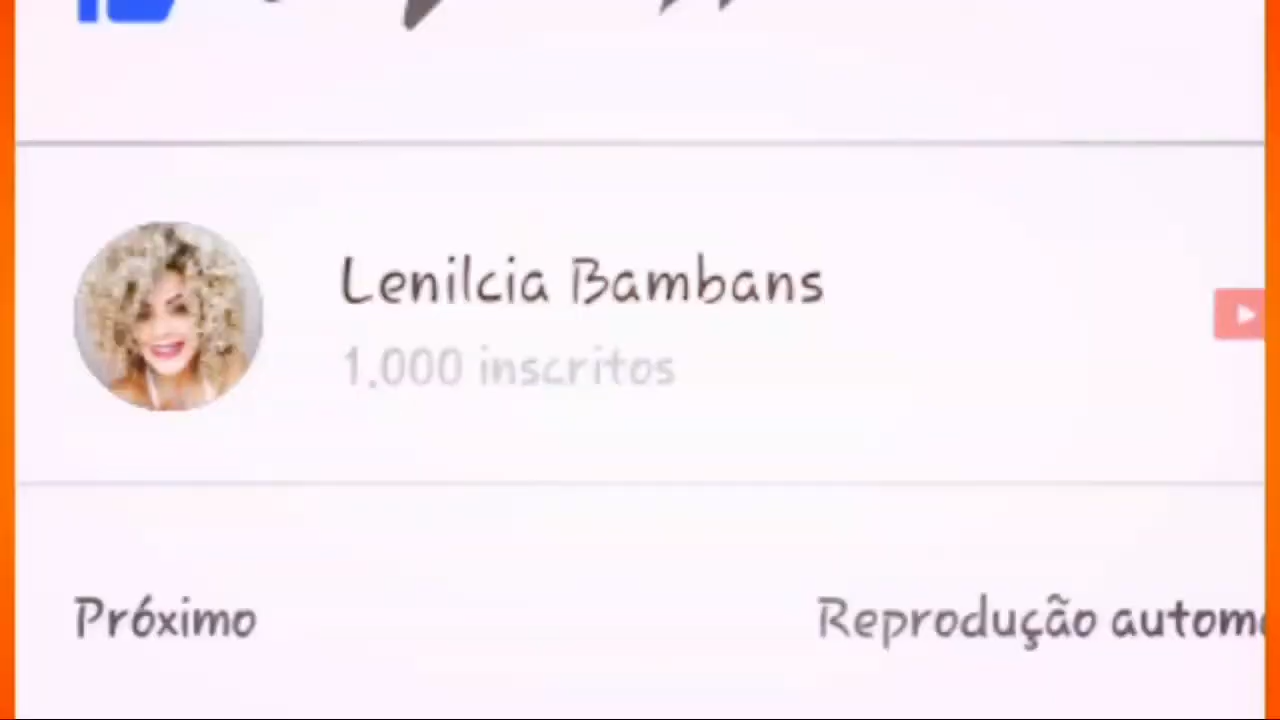 Lenilcia Bambans
1.000 inscritos
Próximo
Reprodução autom